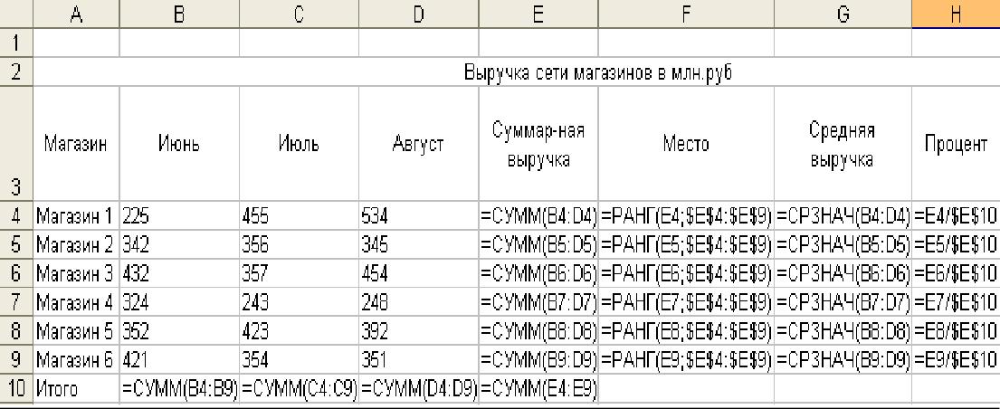 A B C D E F G H
1
2 Выручка сети магазинов в млн.руб
3 Магазин Июнь Июль Август Суммар-ная выручка Место Средняя выручка Процент
4 Магазин 1 225 455 534 =СУММ(B4:D4) =РАНГ(E4;$E$4:$E$9) =СРЗНАЧ(B4:D4) =E4/$E$10
5 Магазин 2 342 356 345 =СУММ(B5:D5) =РАНГ(E5;$E$4:$E$9) =СРЗНАЧ(B5:D5) =E5/$E$10
6 Магазин 3 432 357 454 =СУММ(B6:D6) =РАНГ(E6;$E$4:$E$9) =СРЗНАЧ(B6:D6) =E6/$E$10
7 Магазин 4 324 243 248 =СУММ(B7:D7) =РАНГ(E7;$E$4:$E$9) =СРЗНАЧ(B7:D7) =E7/$E$10
8 Магазин 5 352 423 392 =СУММ(B8:D8) =РАНГ(E8;$E$4:$E$9) =СРЗНАЧ(B8:D8) =E8/$E$10
9 Магазин 6 421 354 351 =СУММ(B9:D9) =РАНГ(E9;$E$4:$E$9) =СРЗНАЧ(B9:D9) =E9/$E$10
10 Итого =СУММ(B4:B9) =СУММ(C4:C9) =СУММ(D4:D9) =СУММ(E4:E9)